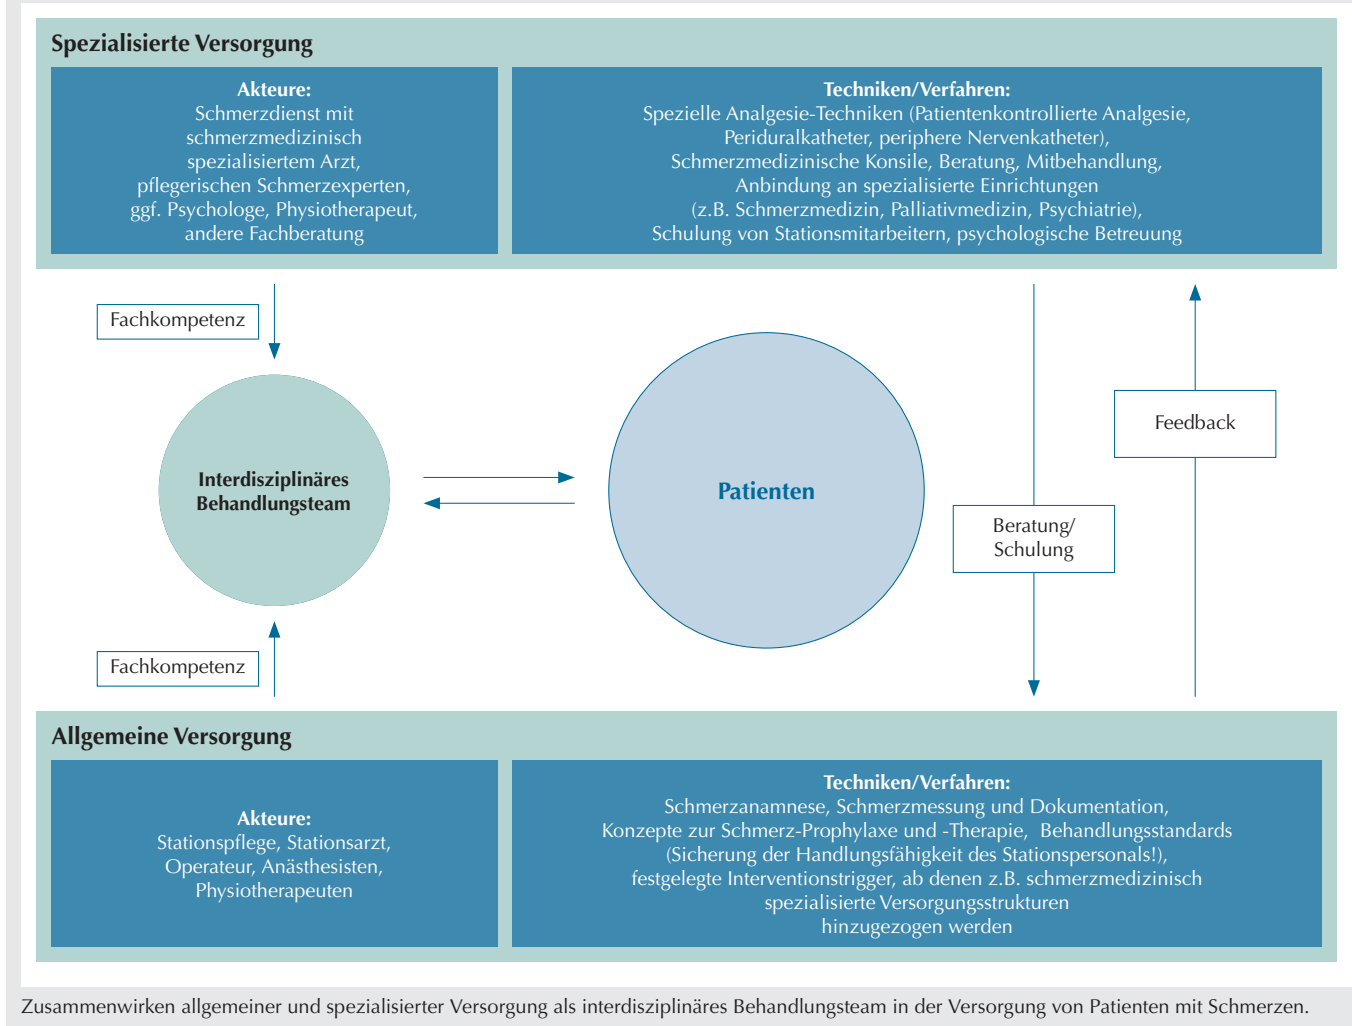 Spezialisierte Versorgung
Akteure:
Schmerzdienst mit
schmerzmedizinisch
spezialisiertem Arzt,
pflegerischen Schmerzexperten,
ggf. Psychologe, Physiotherapeut,
andere Fachberatung
Techniken/Verfahren:
Spezielle Analgesie-Techniken (Patientenkontrollierte Analgesie,
Periduralkatheter, periphere Nervenkatheter),
Schmerzmedizinische Konsile, Beratung, Mitbehandlung,
Anbindung an spezialisierte Einrichtungen
(z.B. Schmerzmedizin, Palliativmedizin, Psychiatrie),
Schulung von Stationsmitarbeitern, psychologische Betreuung
Fachkompetenz
Interdisziplinäres
Behandlungsteam
Patienten
Feedback
Beratung/
Schulung
Fachkompetenz
Allgemeine Versorgung
Akteure:
Stationspflege, Stationsarzt,
Operateur, Anästhesisten,
Physiotherapeuten
Techniken/Verfahren:
Schmerzanamnese, Schmerzmessung und Dokumentation,
Konzepte zur Schmerz-Prophylaxe und -Therapie, Behandlungsstandards
(Sicherung der Handlungsfähigkeit des Stationspersonals!),
festgelegte Interventionstrigger, ab denen z.B. schmerzmedizinisch
spezialisierte Versorgungsstrukturen
hinzugezogen werden
Zusammenwirken allgemeiner und spezialisierter Versorgung als interdisziplinäres Behandlungsteam in der Versorgung von Patienten mit Schmerzen.